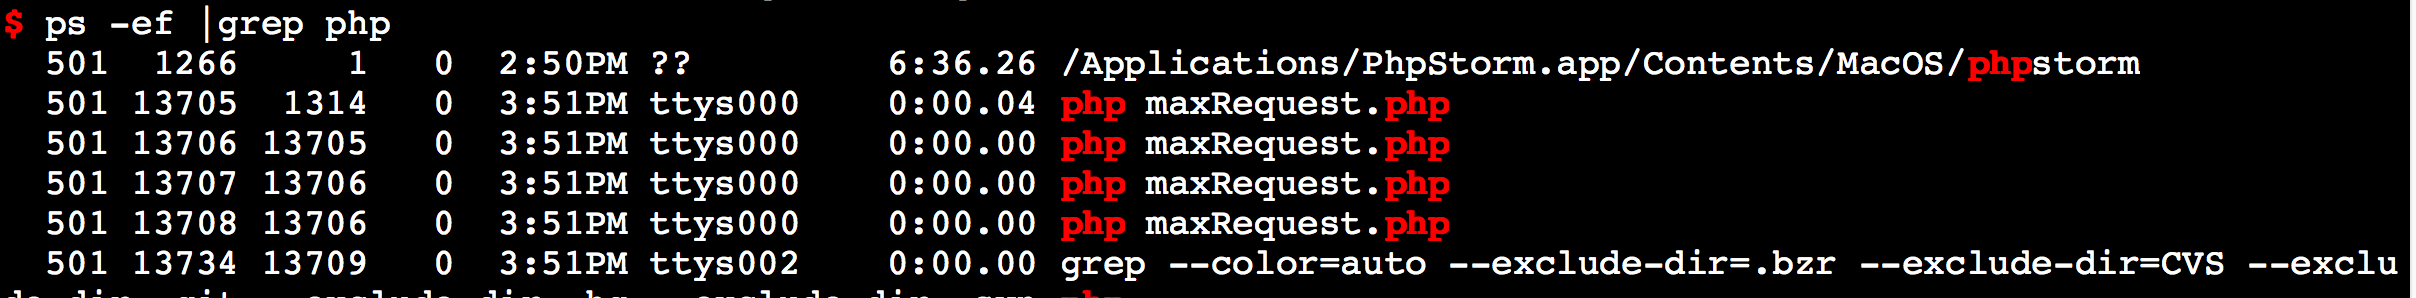 $ ps -ef |grep php
501 1266 1 0 2:50PM ?? 6:36.26 /Applications/PhpStorm.app/Contents/MacOS/phpstorm
501 13705 1314 0 3:51PM ttys000 0:00.04 php maxRequest.php
501 13706 13705 0 3:51PM ttys000 0:00.00 php maxRequest.php
501 13707 13706 0 3:51PM ttys000 0:00.00 php maxRequest.php
501 13708 13706 0 3:51PM ttys000 0:00.00 php maxRequest.php
501 13734 13709 0 3:51PM ttys002 0:00.00 grep --color=auto --exclude-dir=.bzr --exclude-dir=CVS --exclu